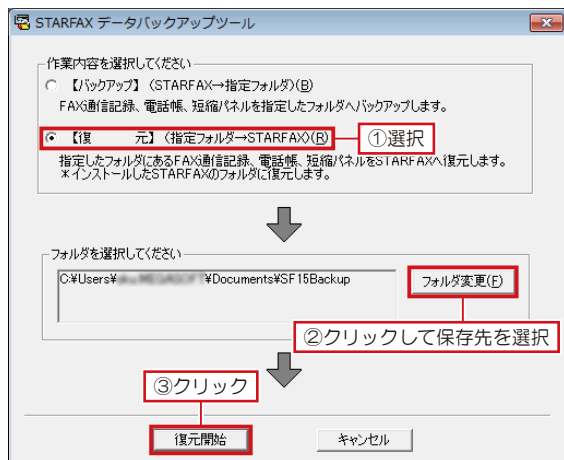 STARFAX データバックアップツール
作業内容を選択してください
【バックアップ】（STARFAX→指定フォルダ)(B)
FAX通信記録、電話帳、短縮パネルを指定したフォルダへバックアップします。
【復　　元】（指定フォルダ→STARFAX)(R)
①選択
指定したフォルダにあるFAX通信記録、電話帳、短縮パネルをSTARFAXへ復元します。
＊インストールしたSTARFAXのフォルダに復元します。
フォルダを選択してください
C:¥Users¥ ¥Documents¥SF15Backup
フォルダ変更(F)
②クリックして保存先を選択
③クリック
復元開始
キャンセル